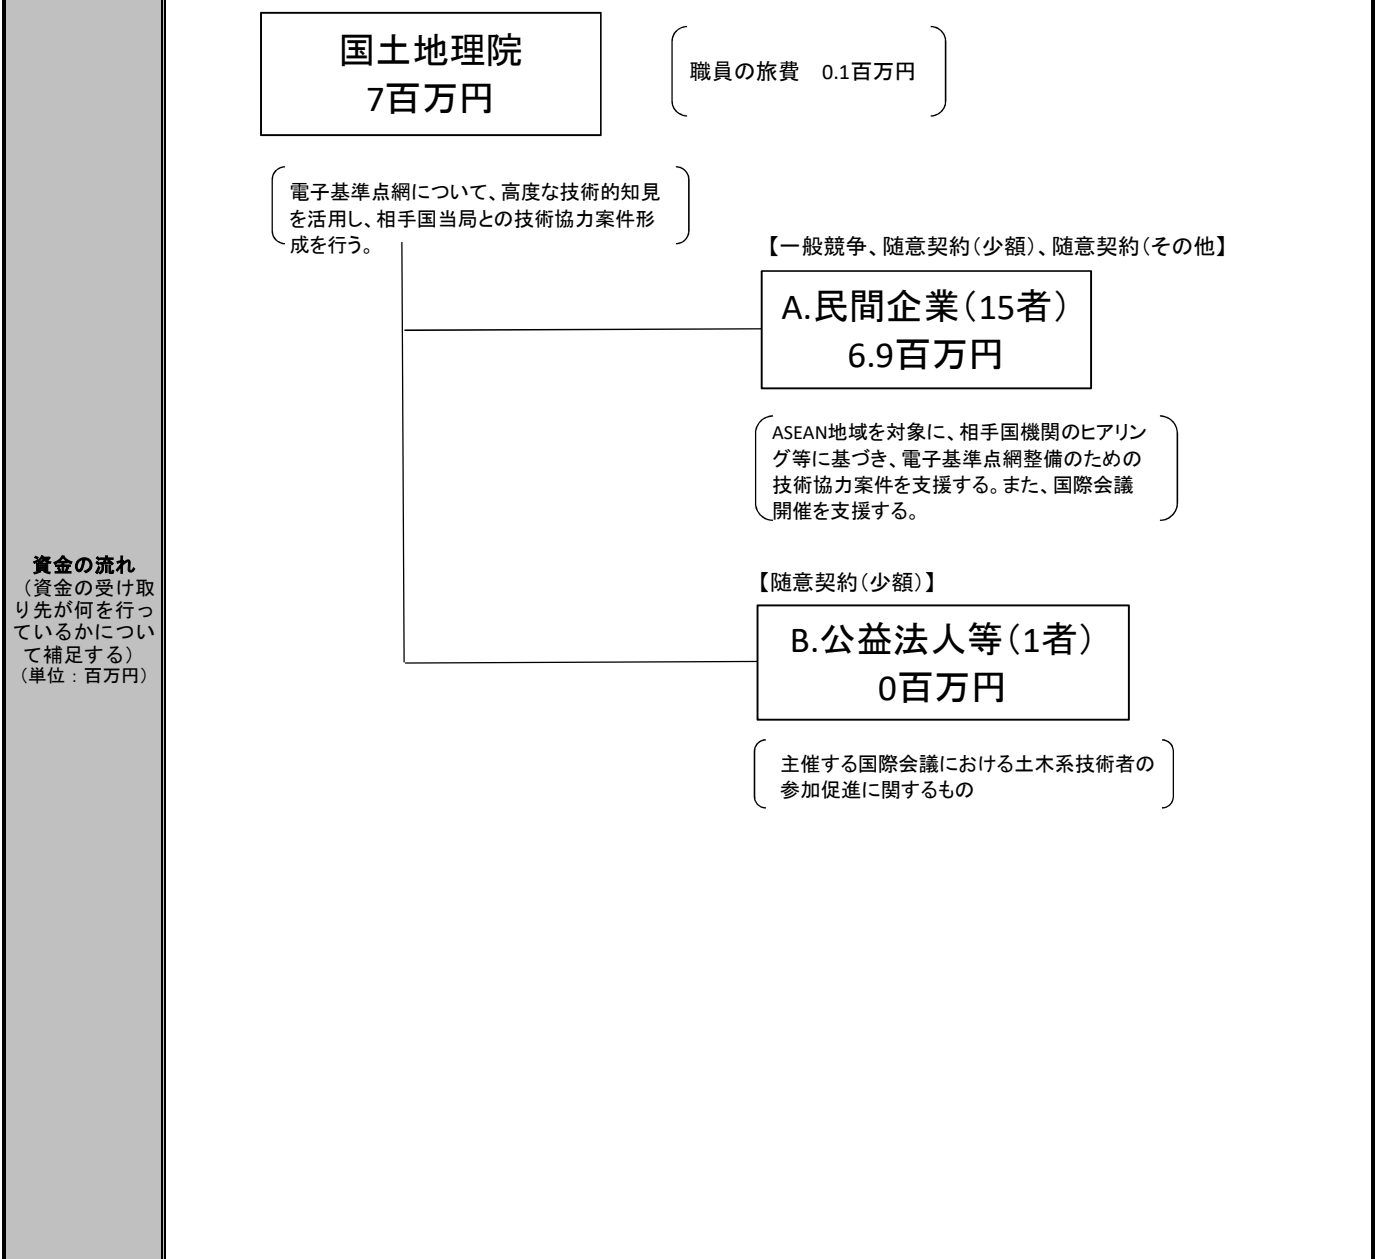 国土地理院
7百万円
職員の旅費　0.1百万円
電子基準点網について、高度な技術的知見
を活用し、相手国当局との技術協力案件形
成を行う。
【一般競争、随意契約(少額)、随意契約(その他】
A.民間企業(15者)
6.9百万円
ASEAN地域を対象に、相手国機関のヒアリン
グ等に基づき、電子基準点網整備のための
技術協力案件を支援する。また、国際会議
開催を支援する。
資金の流れ
(資金の受け取
り先が何を行っ
ているかについ
て補足する)
(単位：百万円)
【随意契約(少額)】
B.公益法人等(1者)
0百万円
主催する国際会議における土木系技術者の
参加促進に関するもの